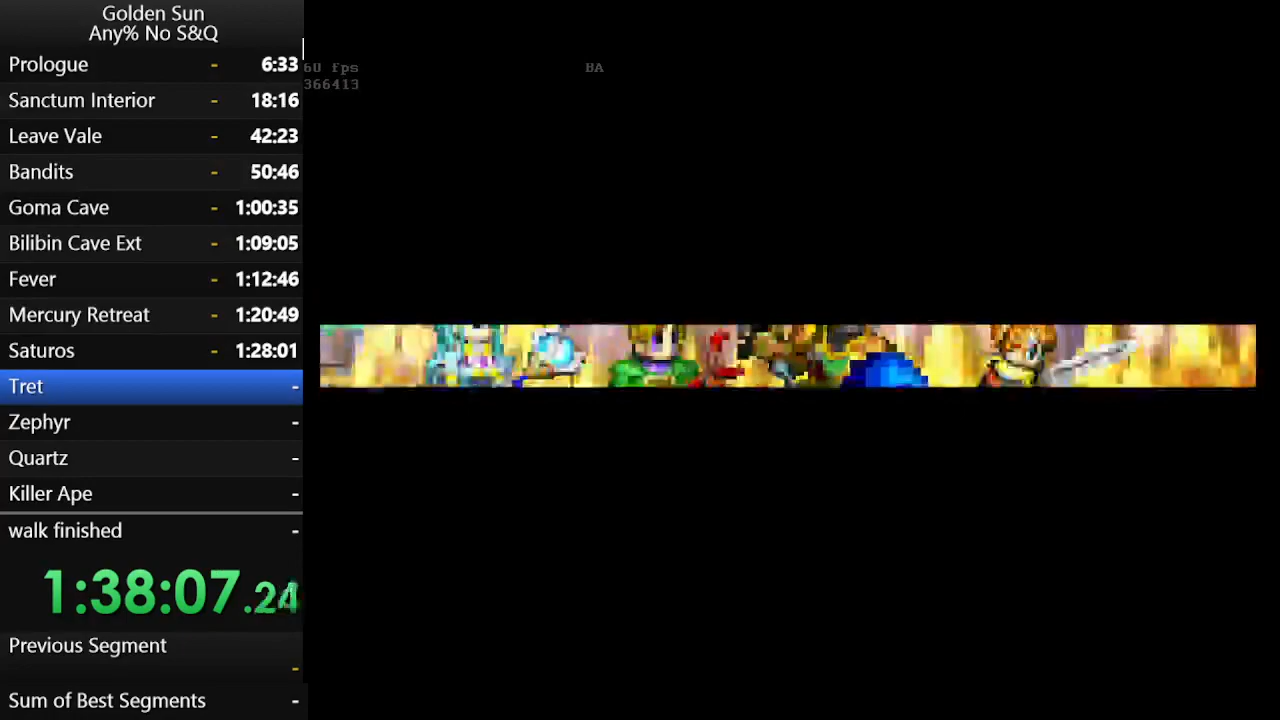 Golden Sun
Any% No S&Q
Prologue - 6:33
Sanctum Interior - 18:16
Leave Vale - 42:23
Bandits - 50:46
Goma Cave - 1:00:35
Bilibin Cave Ext - 1:09:05
Fever - 1:12:46
Mercury Retreat - 1:20:49
Saturos - 1:28:01
Tret -
Zephyr -
Quartz -
Killer Ape -
walk finished -
1:38:07.24
Previous Segment
-
Sum of Best Segments -
60 fps BA
366413